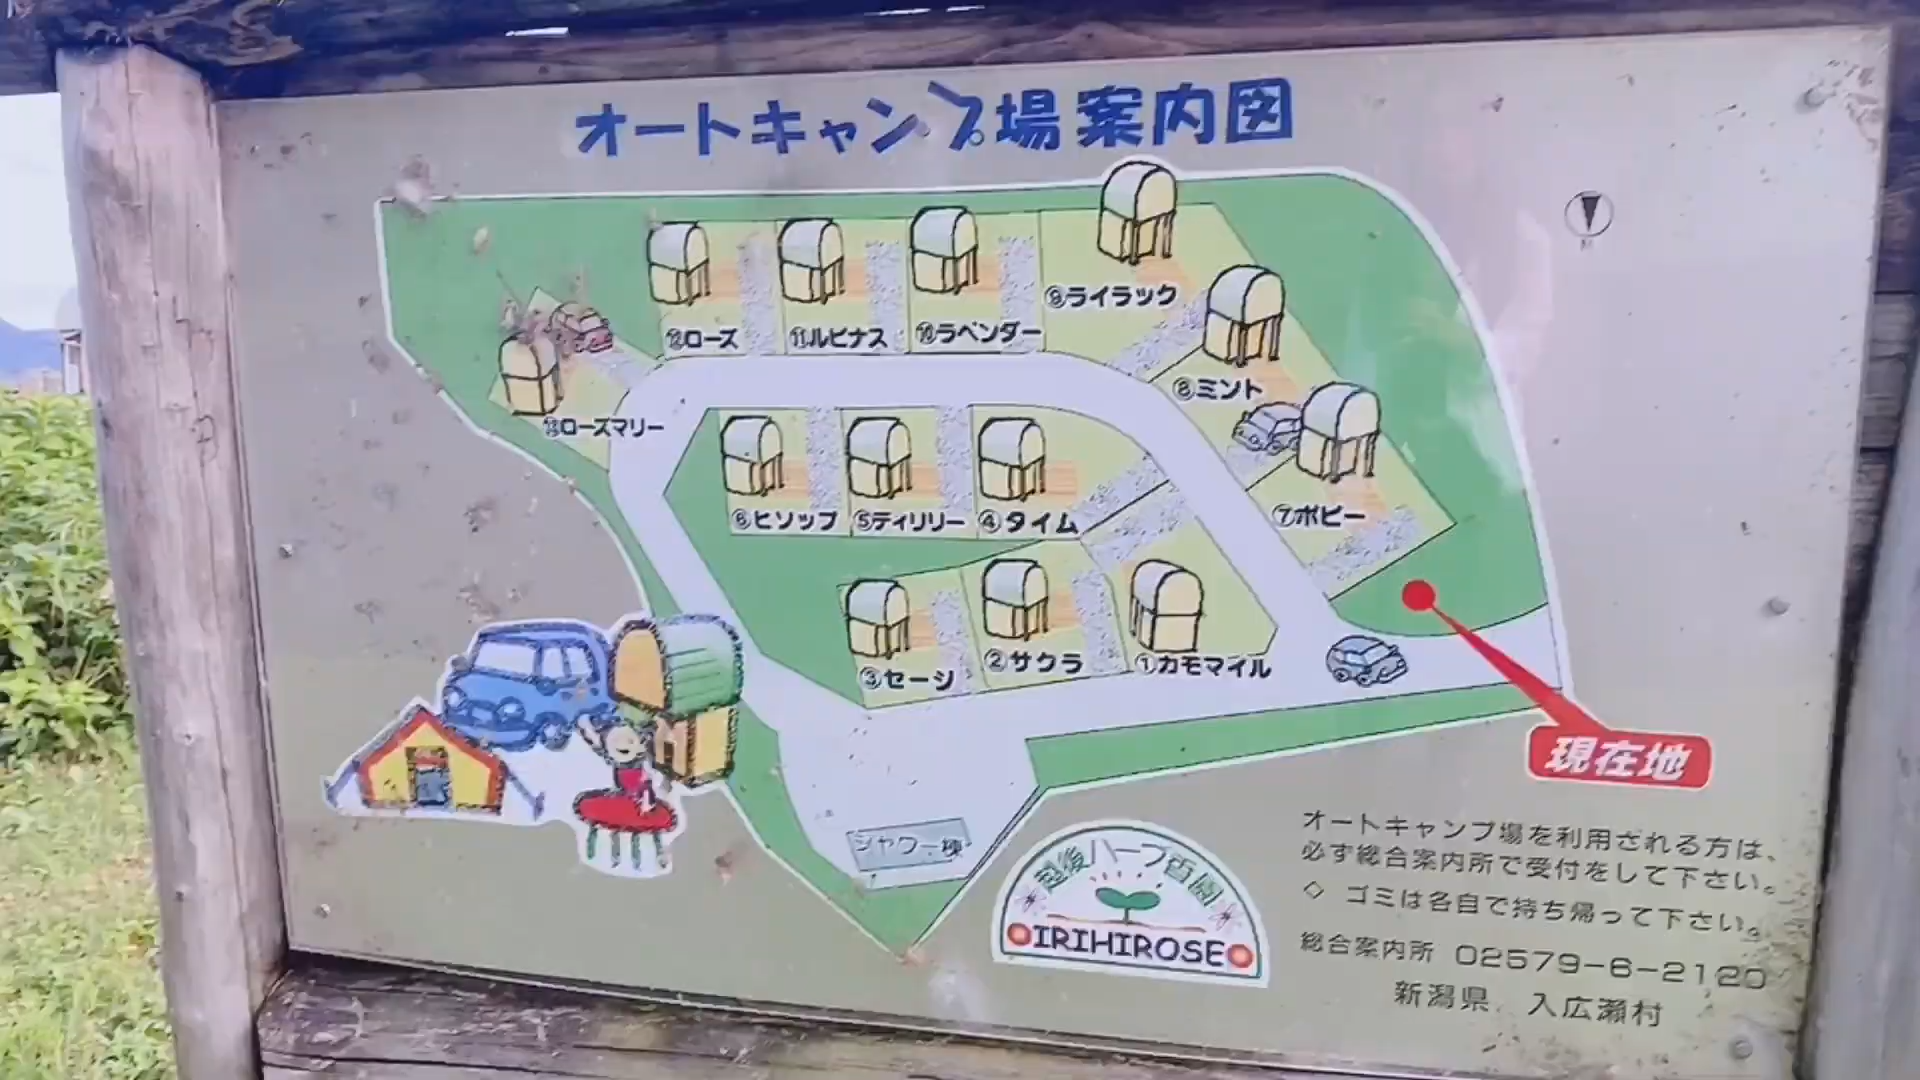 オートキャンプ場案内図
⑨ライラック
⑫ローズ
⑪ルピナス
⑩ラベンダー
⑧ミント
⑬ローズマリー
⑥ヒソップ
⑤ティリリー
④タイム
⑦ポピー
③セージ
②サクラ
①カモマイル
現在地
シャワー棟
越後ハーブ香園
IRIHIROSE
オートキャンプ場を利用される方は、
必ず総合案内所で受付をして下さい。
◇ ゴミは各自で持ち帰って下さい。
総合案内所 02579-6-2120
新潟県 入広瀬村